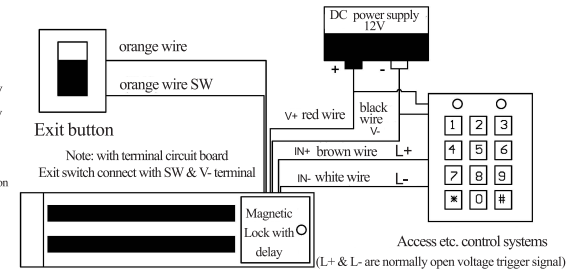 DC power supply
12V
+ -
orange wire
orange wire SW
Exit button
V+ red wire
black
wire
V-
IN+ brown wire L+
IN- white wire L-
Note: with terminal circuit board
Exit switch connect with SW & V- terminal
on
Magnetic
Lock with
delay
1 2 3
4 5 6
7 8 9
* 0 #
Access etc. control systems
(L+ & L- are normally open voltage trigger signal)